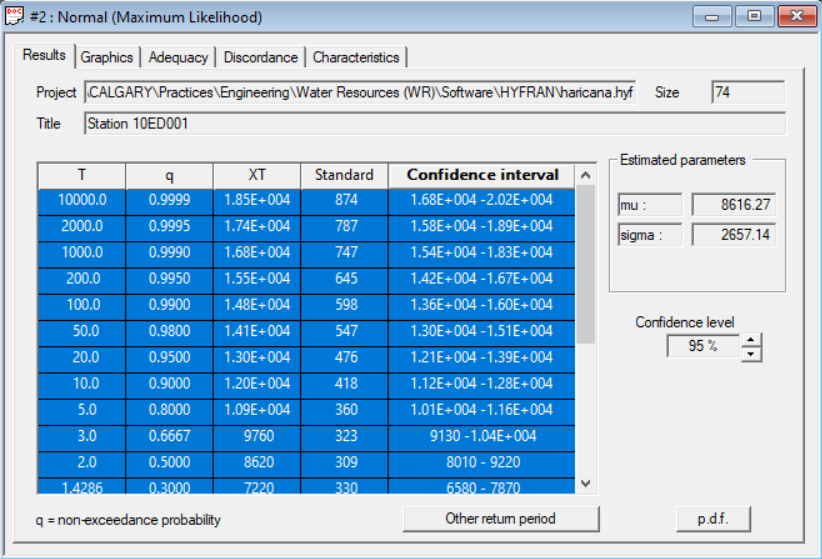 #2 : Normal (Maximum Likelihood)
Results Graphics Adequacy Discordance Characteristics
Project .CALGARY\Practices\Engineering\Water Resources (WR)\Software\HYFRAN\haricana.hyf Size 74
Title Station 10ED001
T q XT Standard Confidence interval
10000.0 0.9999 1.85E+004 874 1.68E+004 -2.02E+004
2000.0 0.9995 1.74E+004 787 1.58E+004 -1.89E+004
1000.0 0.9990 1.68E+004 747 1.54E+004 -1.83E+004
200.0 0.9950 1.55E+004 645 1.42E+004 -1.67E+004
100.0 0.9900 1.48E+004 598 1.36E+004 -1.60E+004
50.0 0.9800 1.41E+004 547 1.30E+004 -1.51E+004
20.0 0.9500 1.30E+004 476 1.21E+004 -1.39E+004
10.0 0.9000 1.20E+004 418 1.12E+004 -1.28E+004
5.0 0.8000 1.09E+004 360 1.01E+004 -1.16E+004
3.0 0.6667 9760 323 9130 -1.04E+004
2.0 0.5000 8620 309 8010 - 9220
1.4286 0.3000 7220 330 6580 - 7870
Estimated parameters
mu : 8616.27
sigma : 2657.14
Confidence level
95 %
q = non-exceedance probability
Other return period
p.d.f.